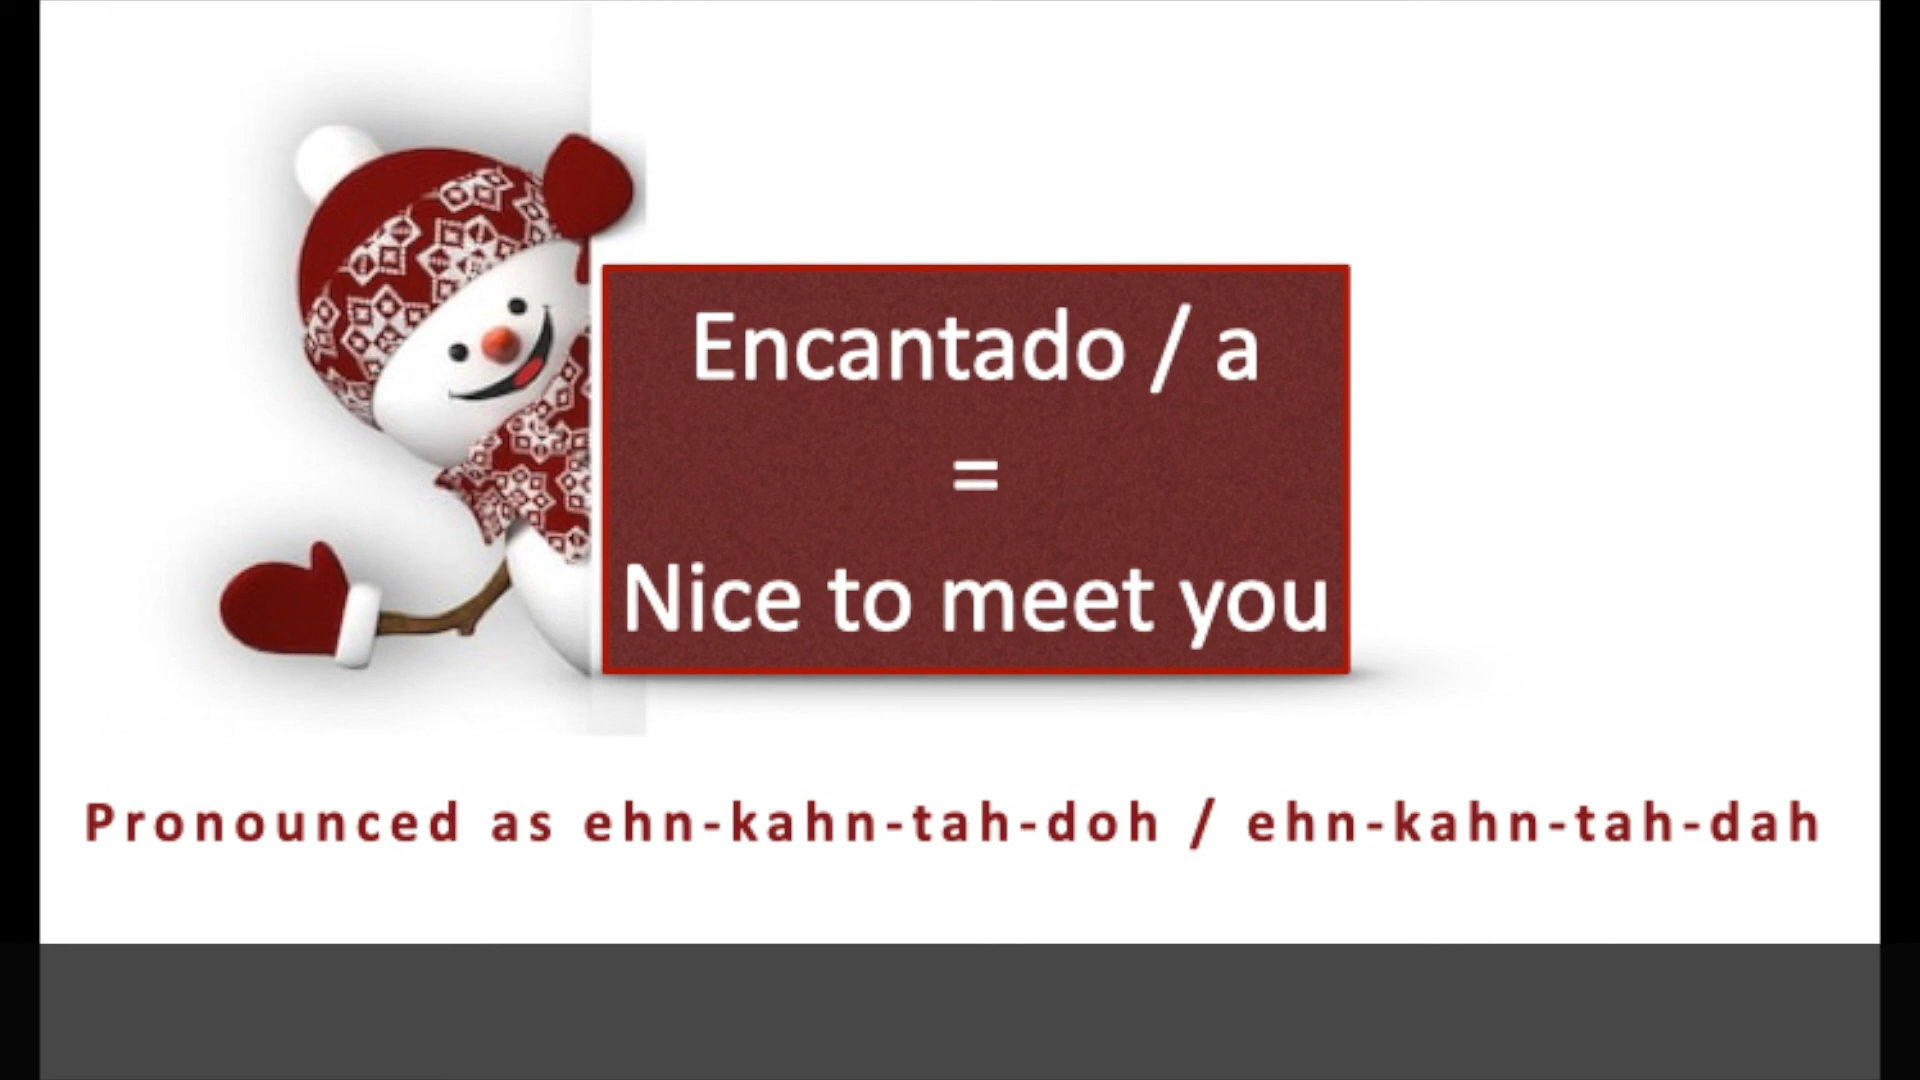 Encantado / a
=
Nice to meet you
Pronounced as ehn-kahn-tah-doh / ehn-kahn-tah-dah